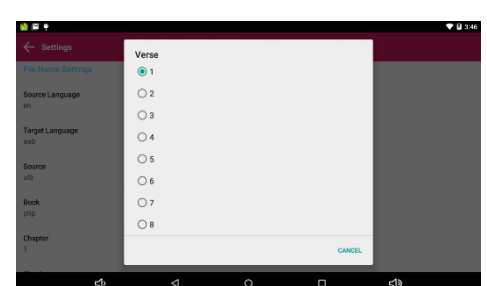 3:46
Settings
File Name Settings
Source Language
en
Target Language
aab
Source
ulb
Book
php
Chapter
1
Verse
1
2
3
4
5
6
7
8
CANCEL